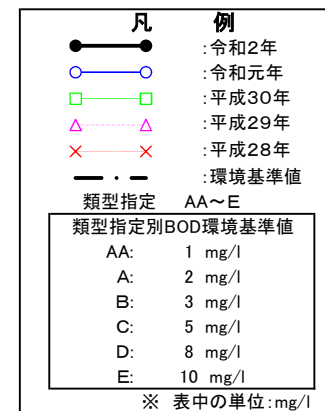 凡 例
:令和2年
:令和元年
:平成30年
:平成29年
:平成28年
:環境基準値
類型指定 AA~E
類型指定別BOD環境基準値
AA: 1 mg/l
A: 2 mg/l
B: 3 mg/l
C: 5 mg/l
D: 8 mg/l
E: 10 mg/l
※ 表中の単位:mg/l